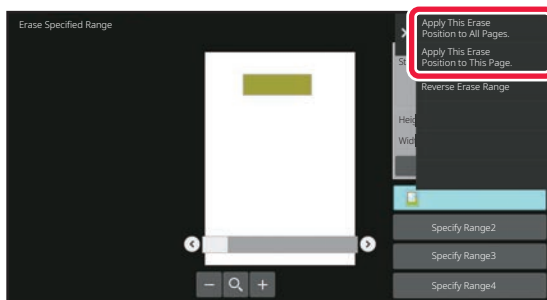 Erase Specified Range
Apply This Erase
Position to All Pages.
Apply This Erase
Position to This Page.
Reverse Erase Range
Specify Range2
Specify Range3
Specify Range4